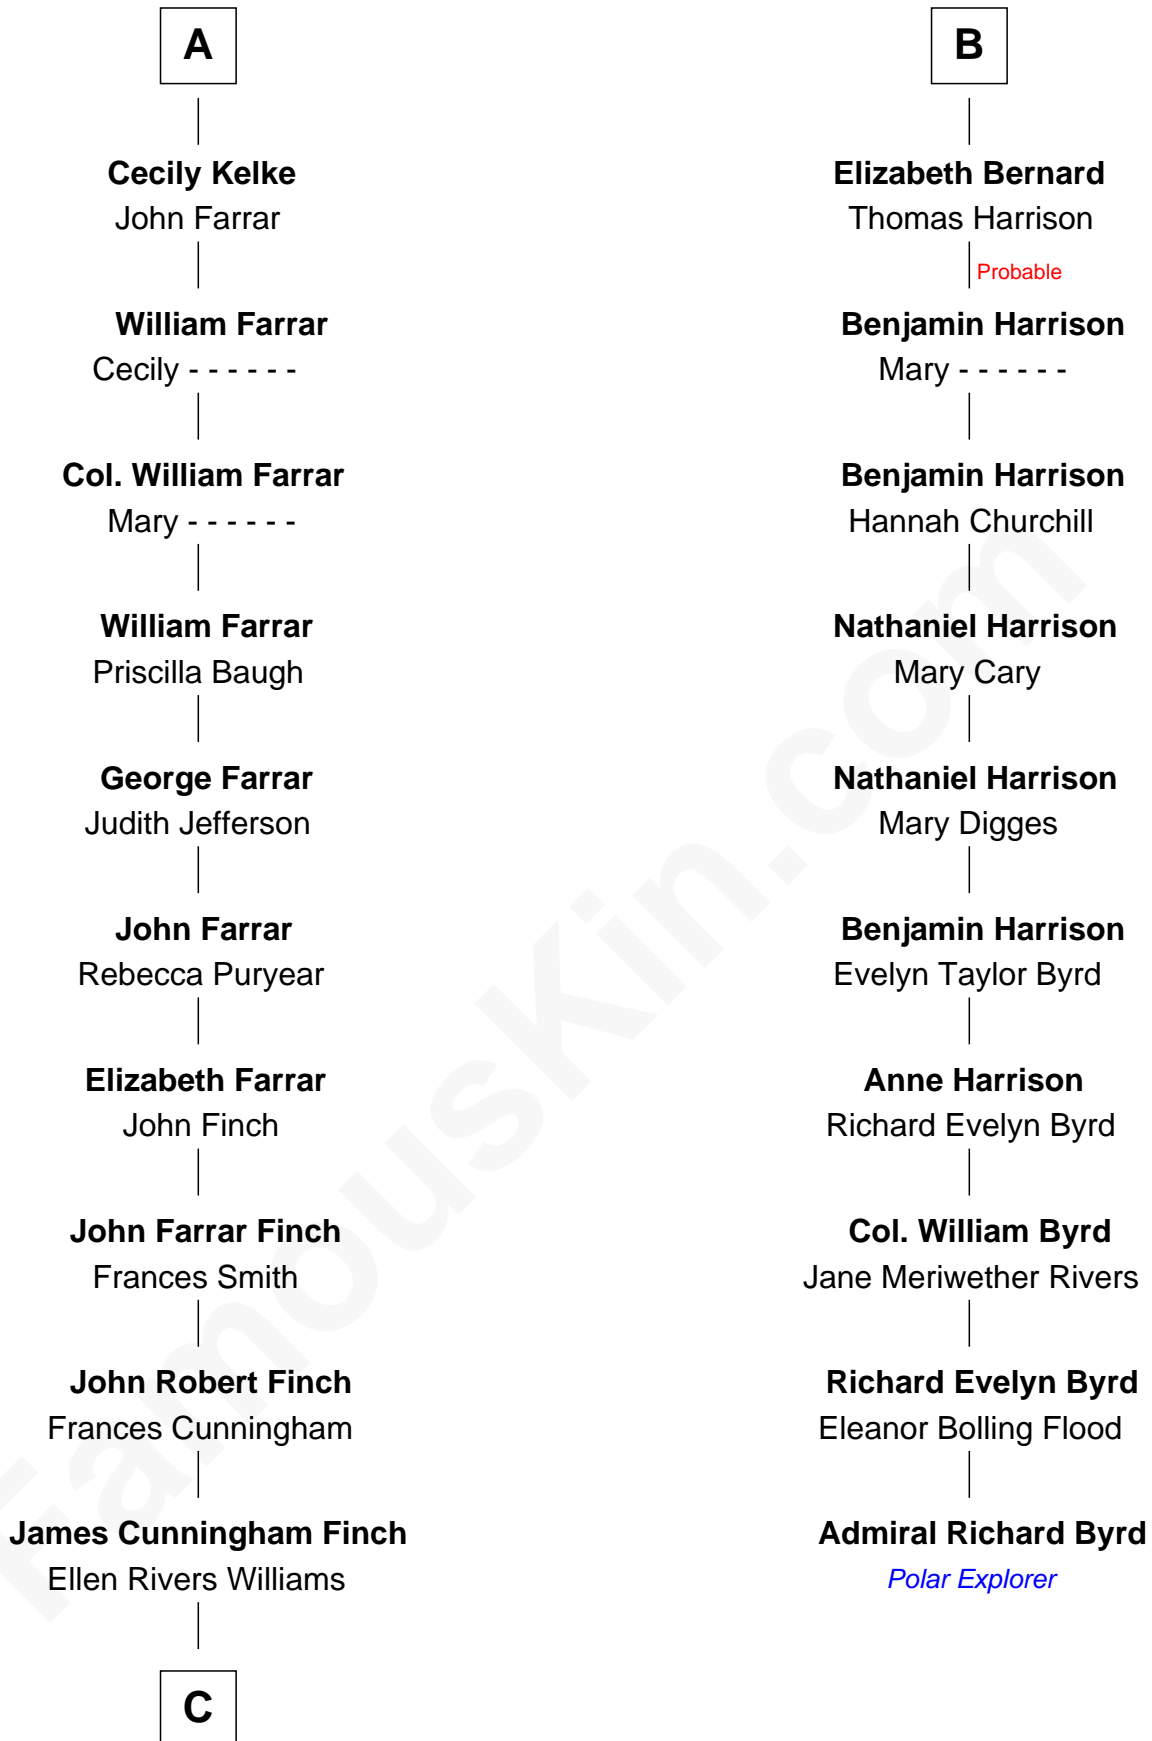 A
Cecily Kelke
John Farrar
William Farrar
Cecily - - - - - -
Col. William Farrar
Mary - - - - - -
William Farrar
Priscilla Baugh
George Farrar
Judith Jefferson
John Farrar
Rebecca Puryear
Elizabeth Farrar
John Finch
John Farrar Finch
Frances Smith
John Robert Finch
Frances Cunningham
James Cunningham Finch
Ellen Rivers Williams
C
B
Elizabeth Bernard
Thomas Harrison
Probable
Benjamin Harrison
Mary - - - - - -
Benjamin Harrison
Hannah Churchill
Nathaniel Harrison
Mary Cary
Nathaniel Harrison
Mary Digges
Benjamin Harrison
Evelyn Taylor Byrd
Anne Harrison
Richard Evelyn Byrd
Col. William Byrd
Jane Meriwether Rivers
Richard Evelyn Byrd
Eleanor Bolling Flood
Admiral Richard Byrd
Polar Explorer
FamousKin.com